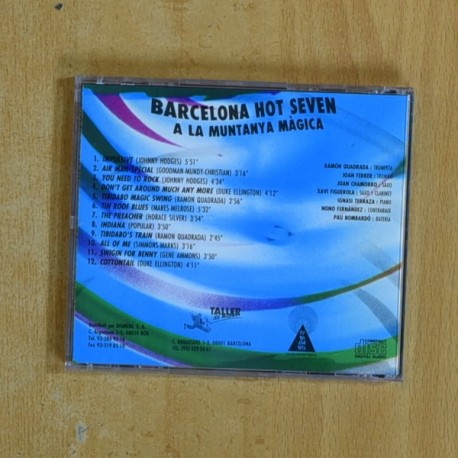 BARCELONA HOT SEVEN
A LA MUNTANYA MÀGICA
1. IMPULSIVE (JOHNNY HODGES) 5'51"
2. AIR MAIL SPECIAL (GOODMAN-MUNDY-CHRISTIAN) 3'16"
3. YOU NEED TO ROCK (JOHNNY HODGES) 4'34"
4. DON'T GET AROUND MUCH ANY MORE (DUKE ELLINGTON) 4'12
5. TIBIDABO MAGIC SWING (RAMON QUADRADA) 2'56"
6. TIN ROOF BLUES (MARES-MELROSE) 5'32"
7. THE PREACHER (HORACE SILVER) 3'54"
8. INDIANA (POPULAR) 3'50"
9. TIBIDABO'S TRAIN (RAMON QUADRADA) 2'45"
10. ALL OF ME (SIMMONS-MARKS) 3'16"
11. SWIGIN FOR BENNY (GENE AMMONS) 3'50"
12. COTTONTAIL (DUKE ELLINGTON) 4'11"
RAMÓN QUADRADA : TROMPETA
JOAN FERRER : TROMBÓ
JOAN CHAMORRO : SAXO
XAVI FIGUEROLA : SAXO Y CLARINET
IGNASI TERRAZA : PIANO
NONO FERNÁNDEZ : CONTRABAIX
PAU BOMBARDÓ : BATERIA
TALLER
COMPACT
disc
DIGITAL AUDIO